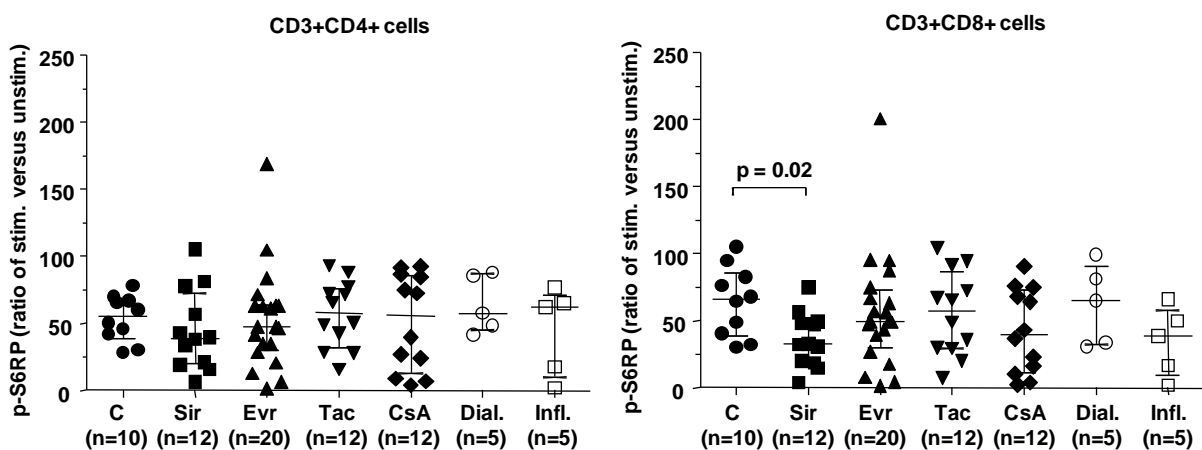 CD3+CD4+ cells
p-S6RP (ratio of stim. versus unstim.)
250
200
150
100
50
0
C Sir Evr Tac CsA Dial. Infl.
(n=10) (n=12) (n=20) (n=12) (n=12) (n=5) (n=5)
CD3+CD8+ cells
p-S6RP (ratio of stim. versus unstim.)
250
200
150
100
50
0
p = 0.02
C Sir Evr Tac CsA Dial. Infl.
(n=10) (n=12) (n=20) (n=12) (n=12) (n=5) (n=5)